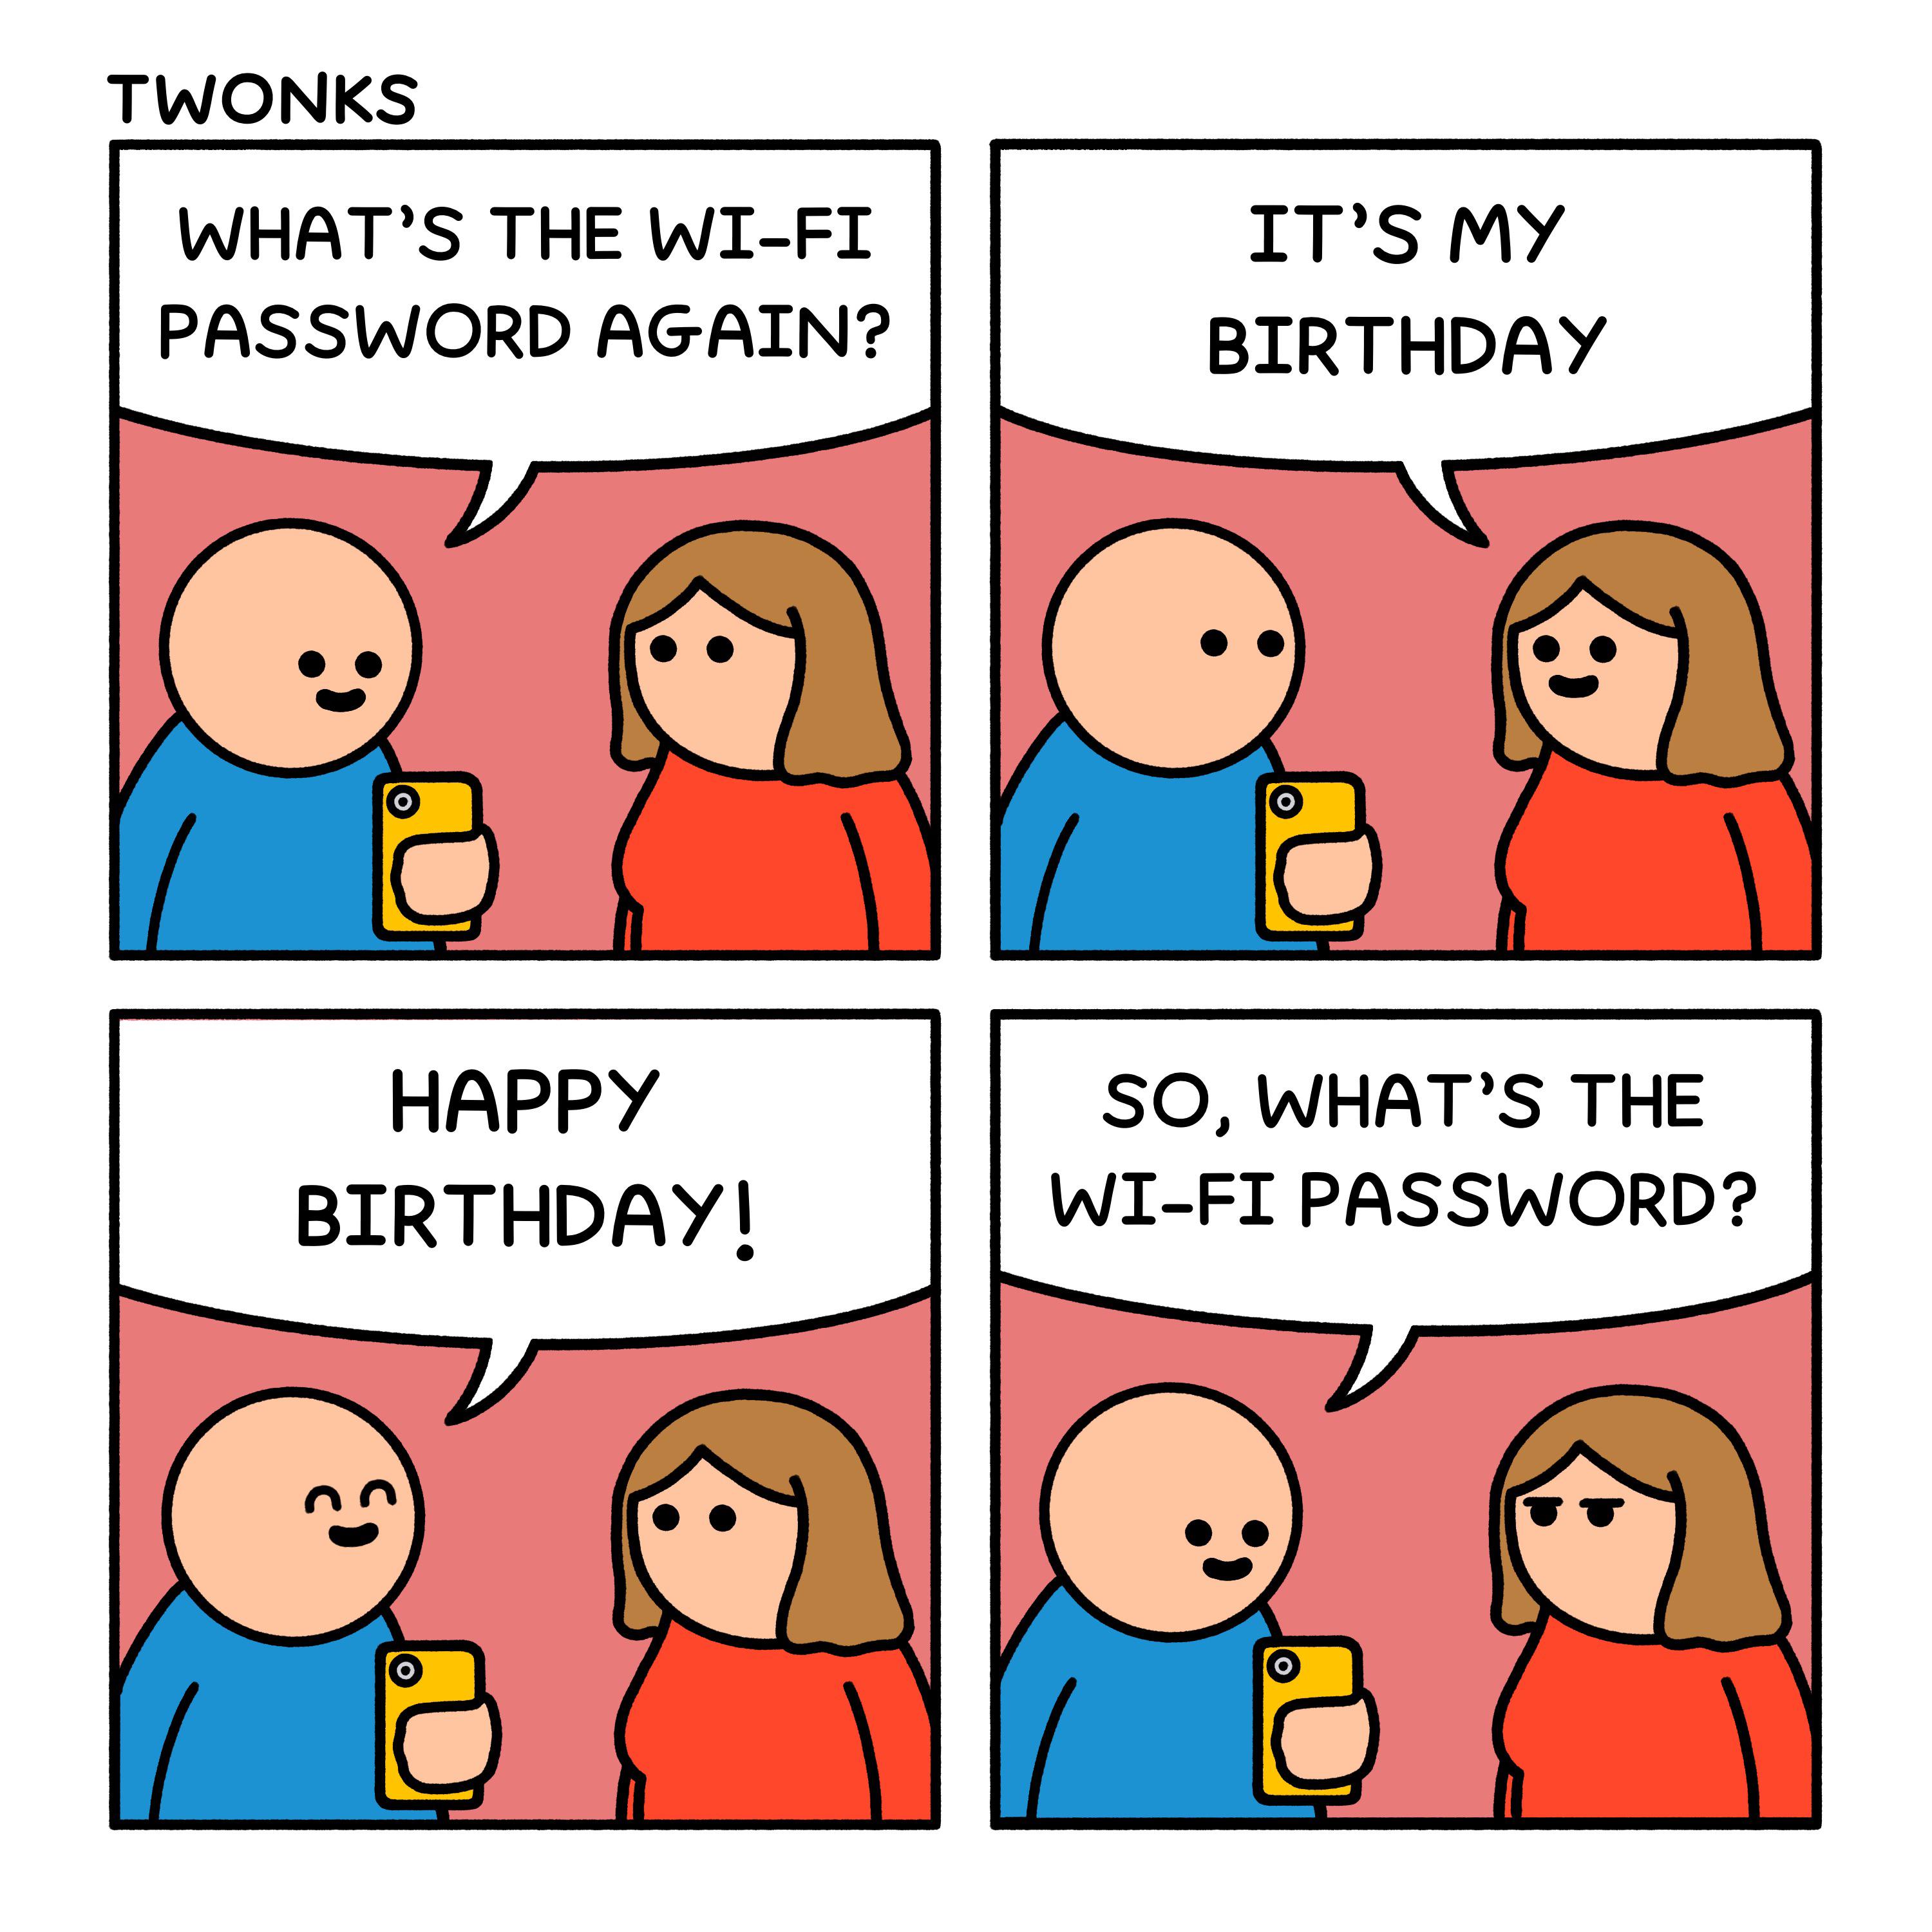 TWONKS
WHAT'S THE WI-FI
PASSWORD AGAIN?
IT'S MY
BIRTHDAY
HAPPY
BIRTHDAY!
SO, WHAT'S THE
WI-FI PASSWORD?